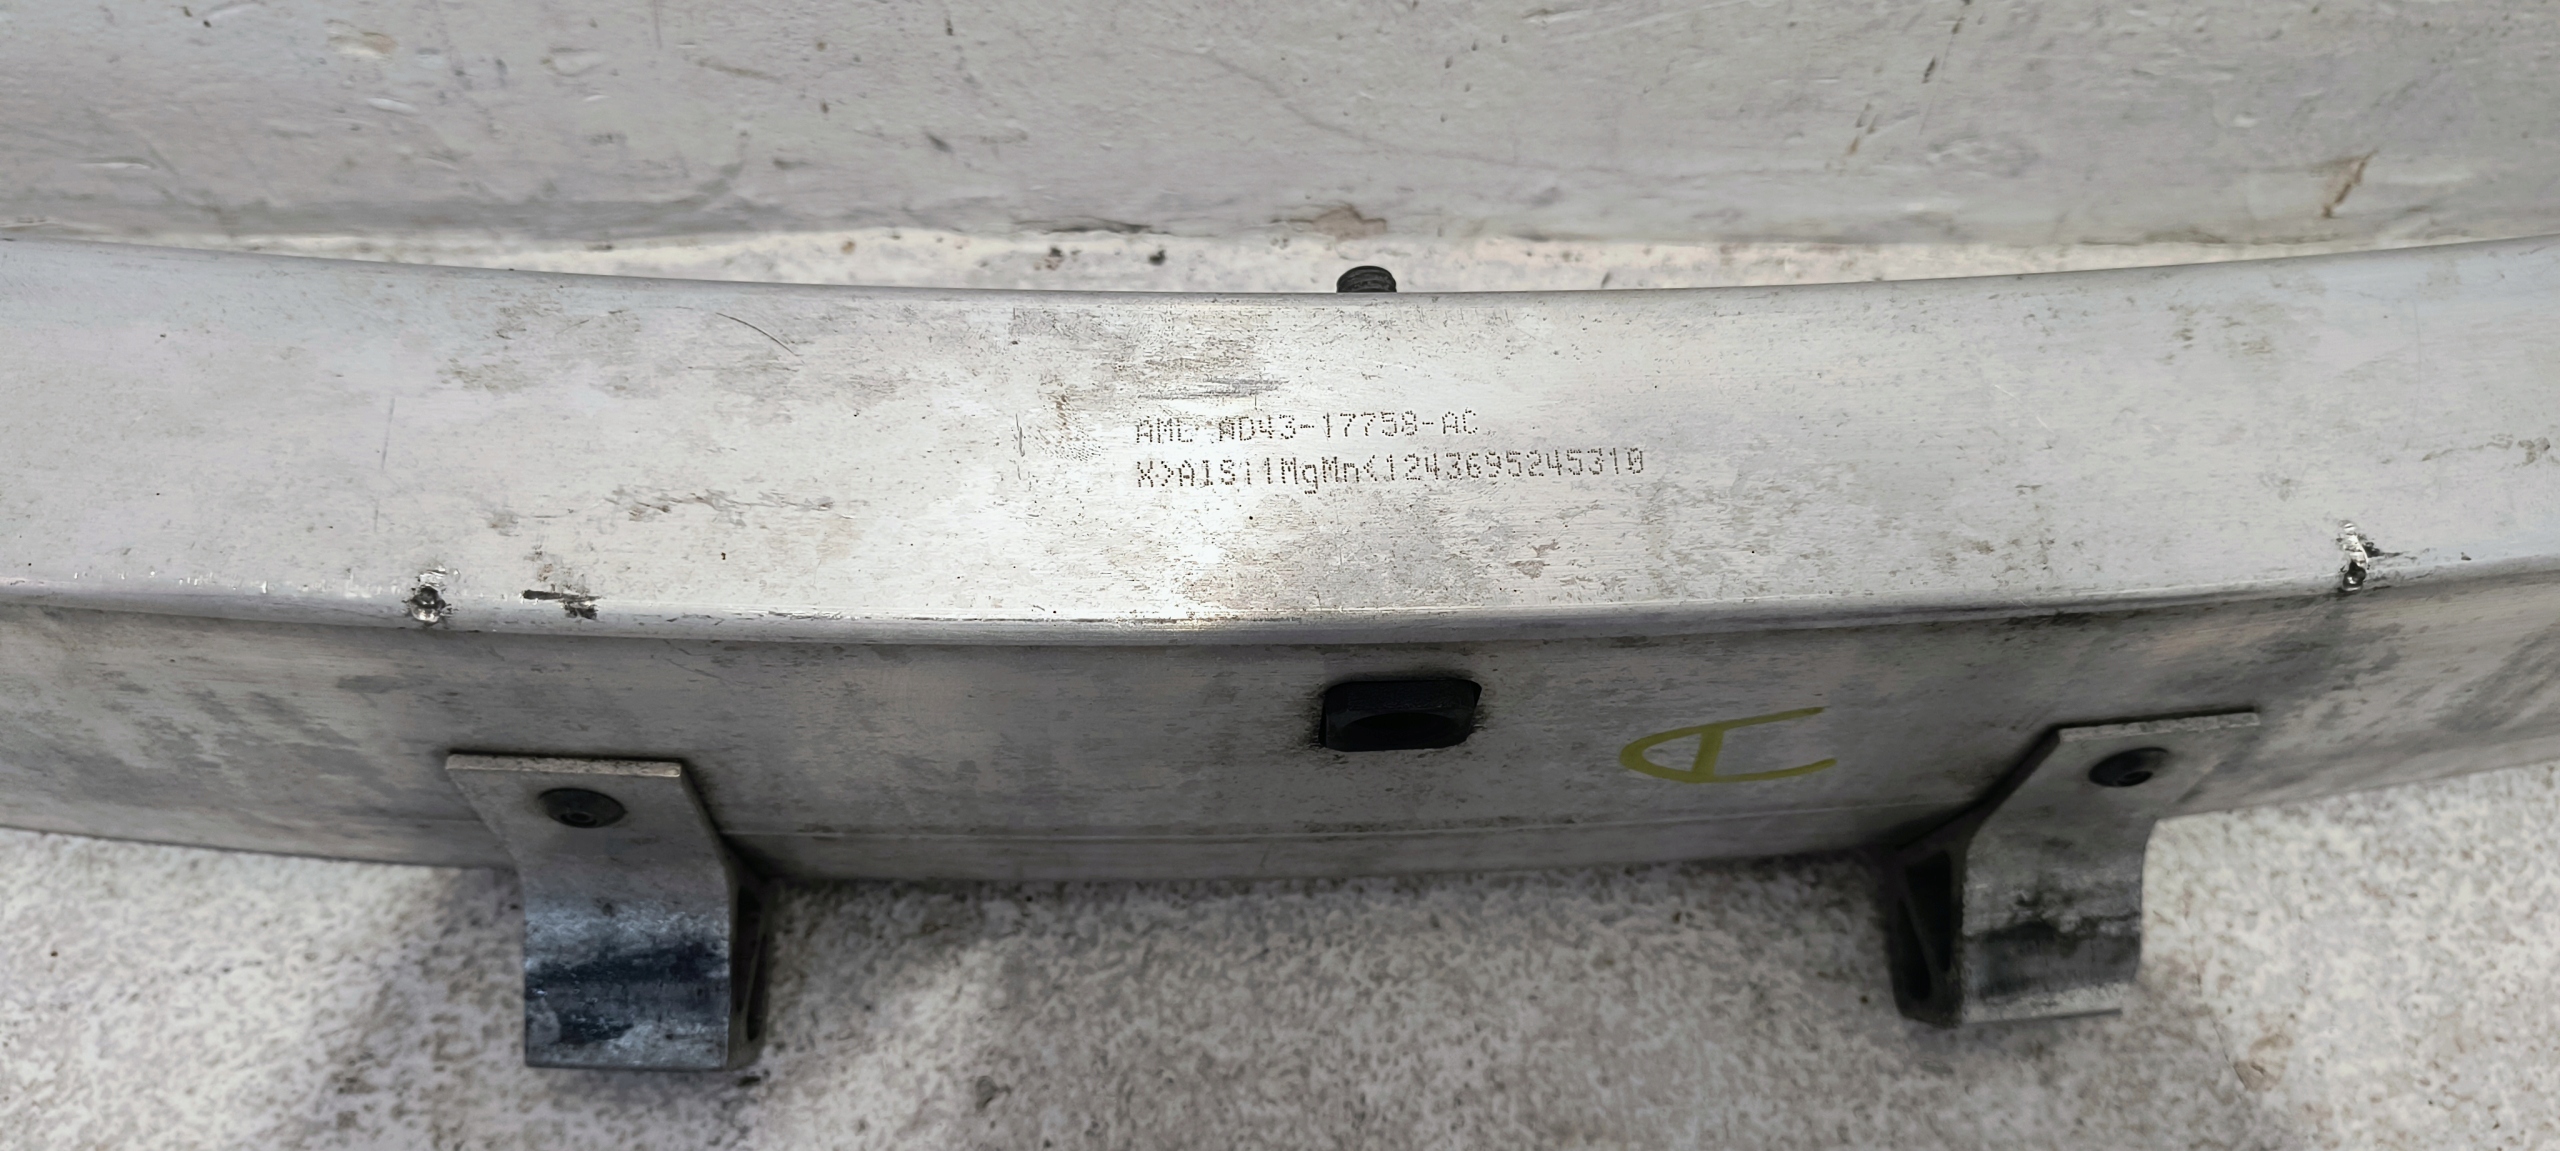 AML AD43-17758-AC
X>AlSi1MgMn<1243695245310
A